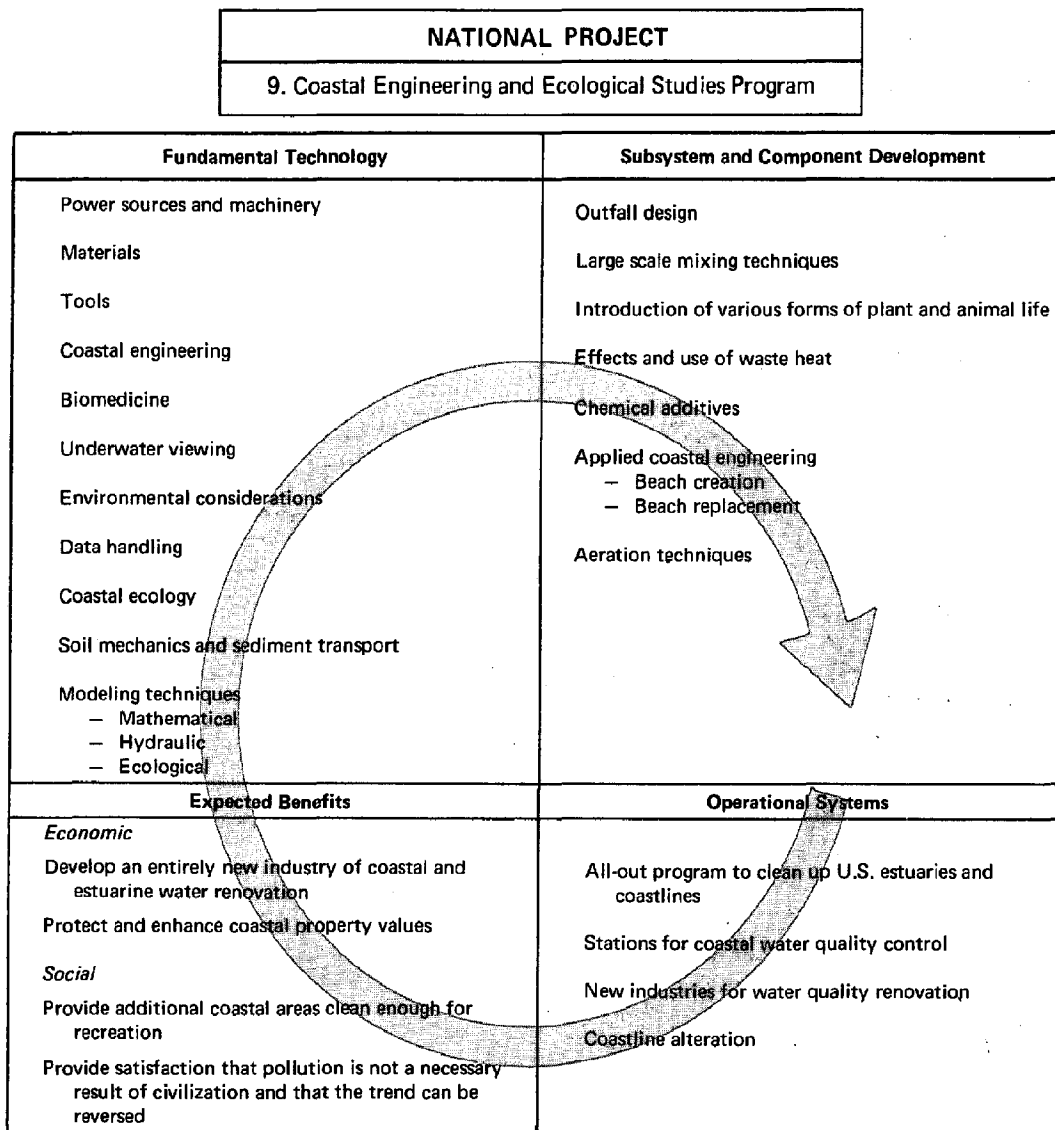 NATIONAL PROJECT
9. Coastal Engineering and Ecological Studies Program
Fundamental Technology
Power sources and machinery
Materials
Tools
Coastal engineering
Biomedicine
Underwater viewing
Environmental considerations
Data handling
Coastal ecology
Soil mechanics and sediment transport
Modeling techniques
— Mathematical
— Hydraulic
— Ecological
Subsystem and Component Development
Outfall design
Large scale mixing techniques
Introduction of various forms of plant and animal life
Effects and use of waste heat
Chemical additives
Applied coastal engineering
— Beach creation
— Beach replacement
Aeration techniques
Expected Benefits
Economic
Develop an entirely new industry of coastal and
estuarine water renovation
Protect and enhance coastal property values
Social
Provide additional coastal areas clean enough for
recreation
Provide satisfaction that pollution is not a necessary
result of civilization and that the trend can be
reversed
Operational Systems
All-out program to clean up U.S. estuaries and
coastlines
Stations for coastal water quality control
New industries for water quality renovation
Coastline alteration